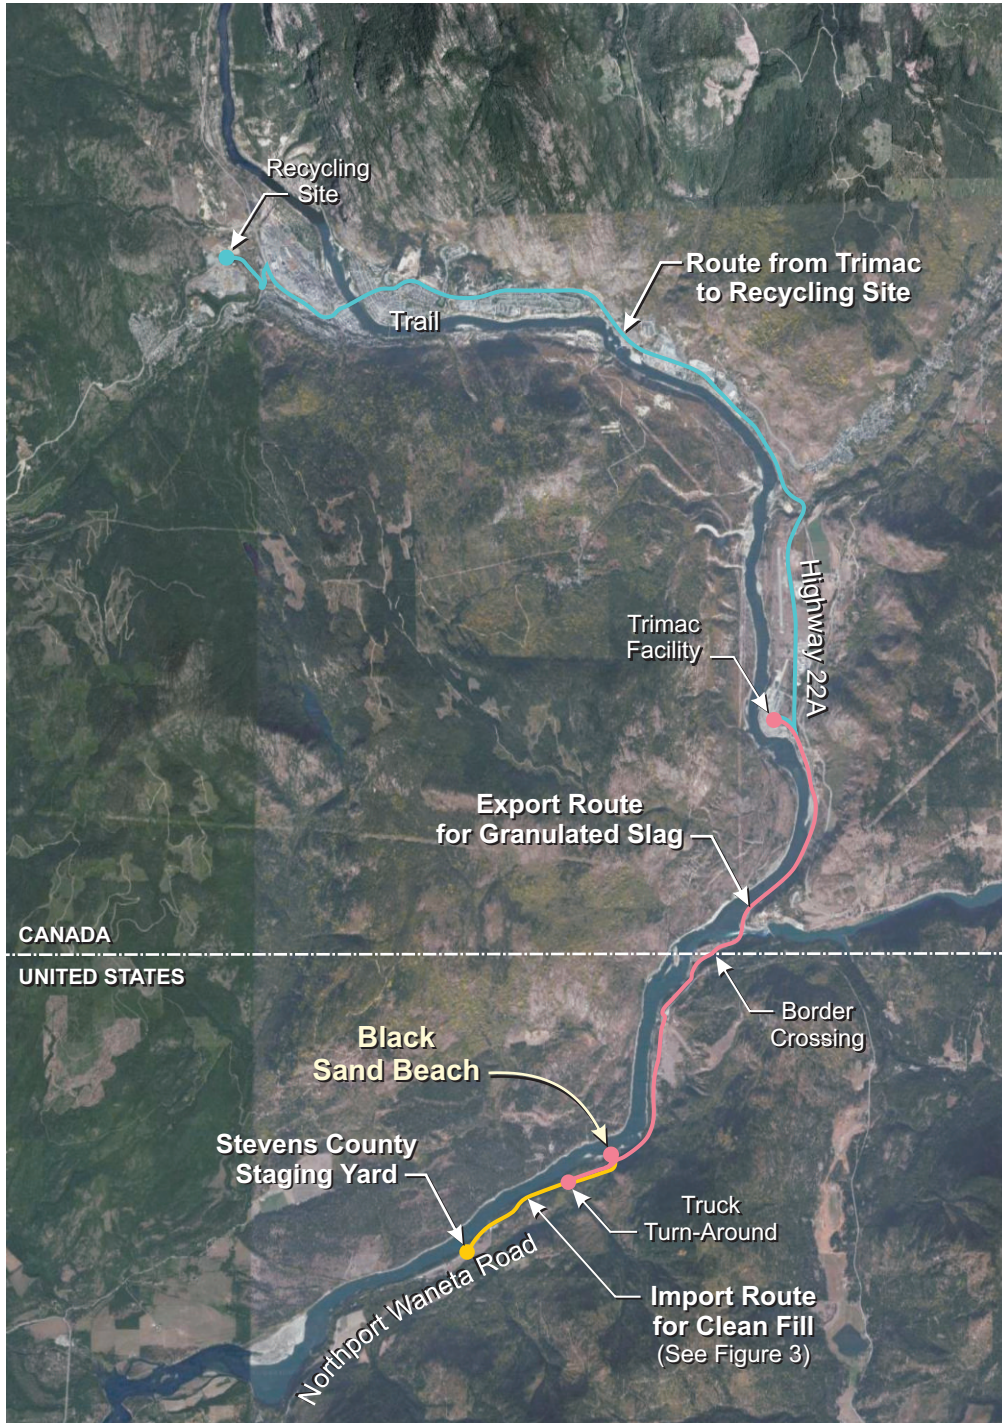 Recycling
Site
Route from Trimac
to Recycling Site
Trail
Highway 22A
Trimac
Facility
Export Route
for Granulated Slag
CANADA
UNITED STATES
Border
Crossing
Black
Sand Beach
Stevens County
Staging Yard
Truck
Turn-Around
Northport Waneta Road
Import Route
for Clean Fill
(See Figure 3)